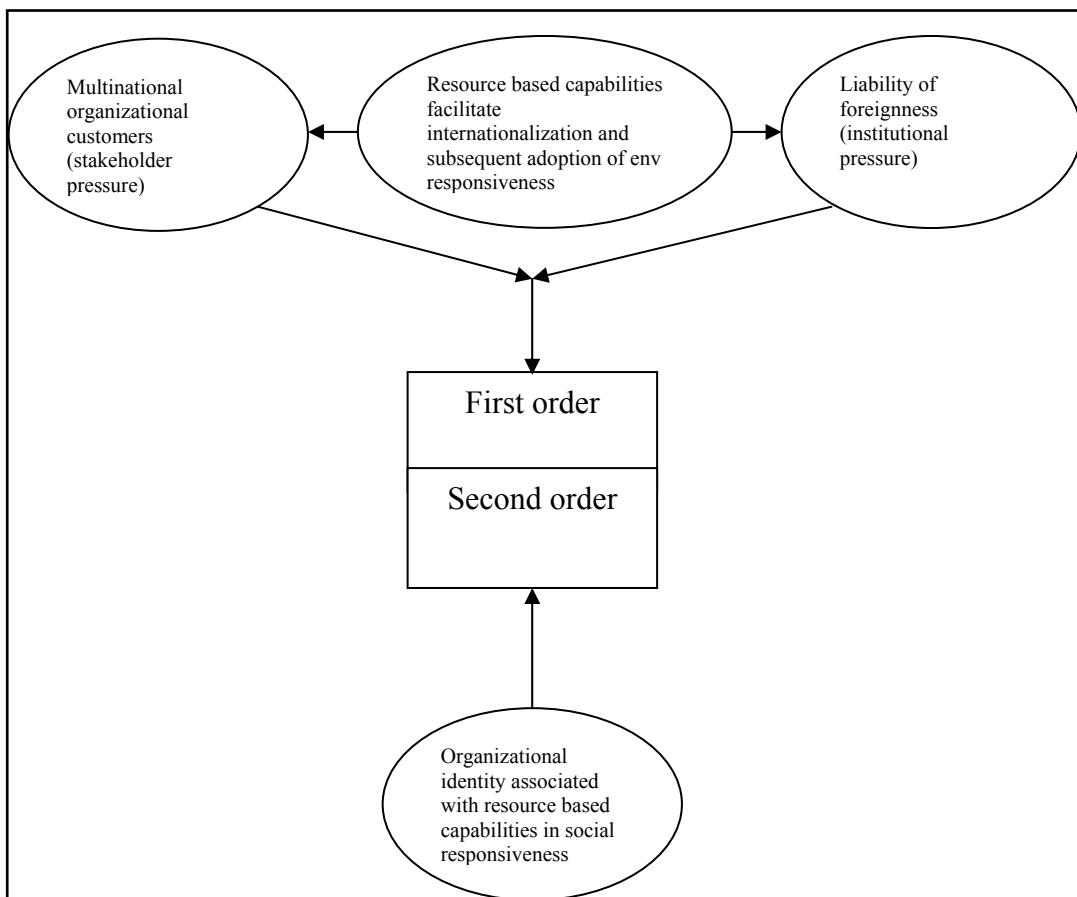 Multinational
organizational
customers
(stakeholder
pressure)
Resource based capabilities
facilitate
internationalization and
subsequent adoption of env
responsiveness
Liability of
foreignness
(institutional
pressure)
First order
Second order
Organizational
identity associated
with resource based
capabilities in social
responsiveness